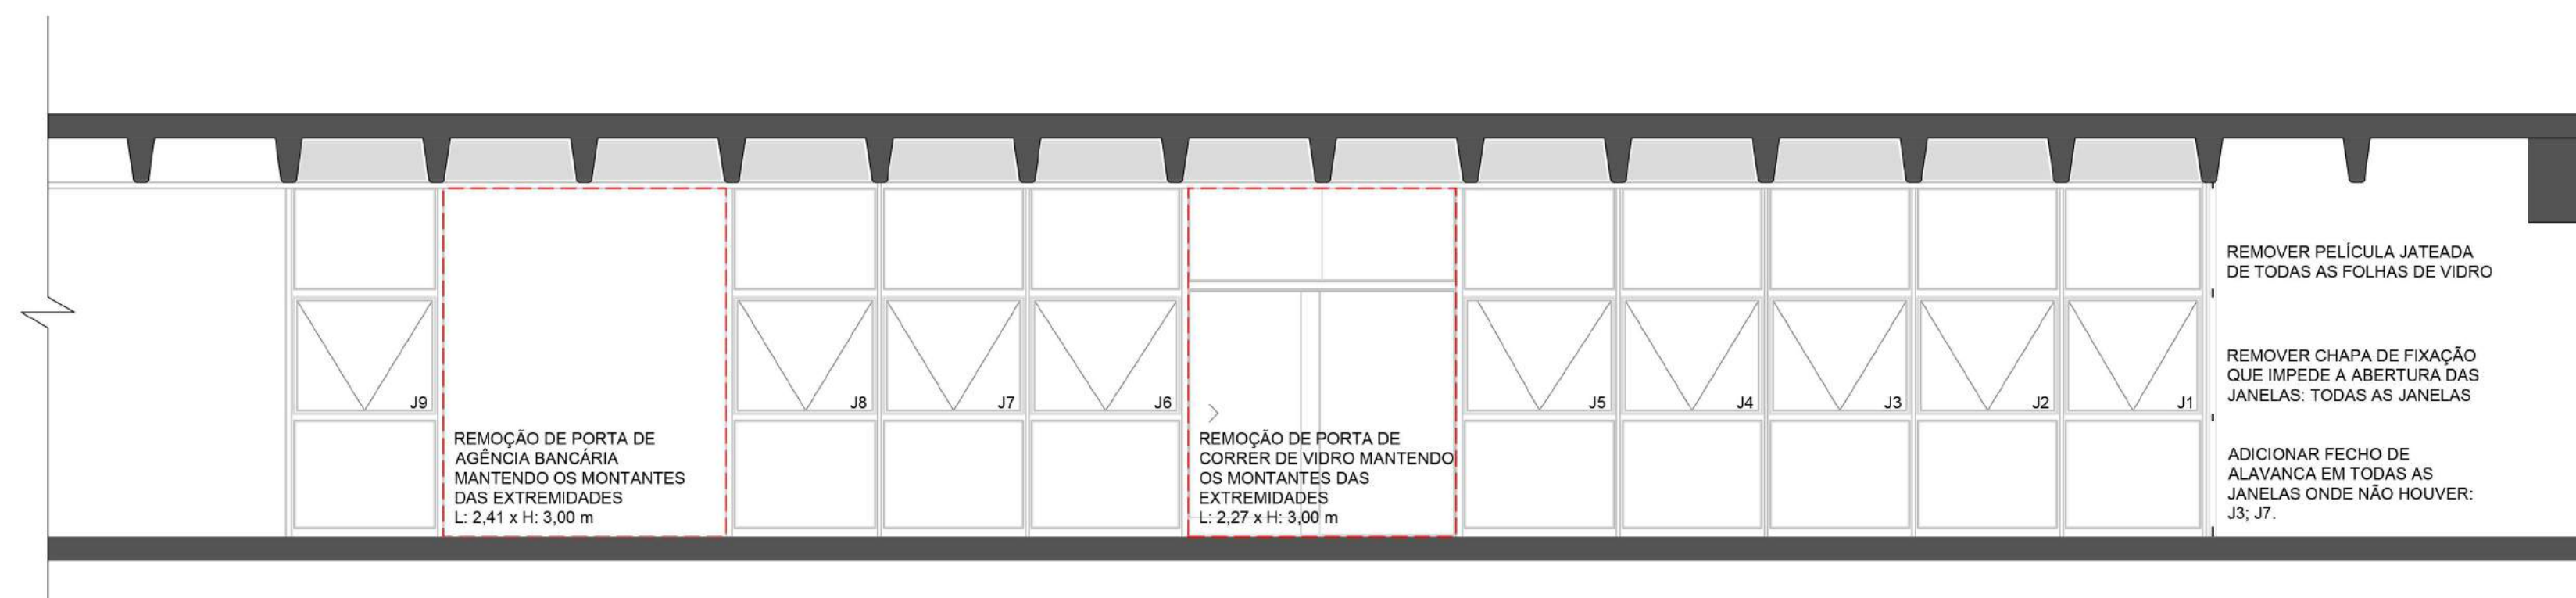 REMOVER PELÍCULA JATEADA
DE TODAS AS FOLHAS DE VIDRO
REMOVER CHAPA DE FIXAÇÃO
QUE IMPEDE A ABERTURA DAS
JANELAS: TODAS AS JANELAS
J9
J8
J7
J6
J5
J4
J3
J2
J1
REMOÇÃO DE PORTA DE
AGÊNCIA BANCÁRIA
MANTENDO OS MONTANTES
DAS EXTREMIDADES
L: 2,41 x H: 3,00 m
REMOÇÃO DE PORTA DE
CORRER DE VIDRO MANTENDO
OS MONTANTES DAS
EXTREMIDADES
L: 2,27 x H: 3,00 m
ADICIONAR FECHO DE
ALAVANCA EM TODAS AS
JANELAS ONDE NÃO HOUVER:
J3; J7.